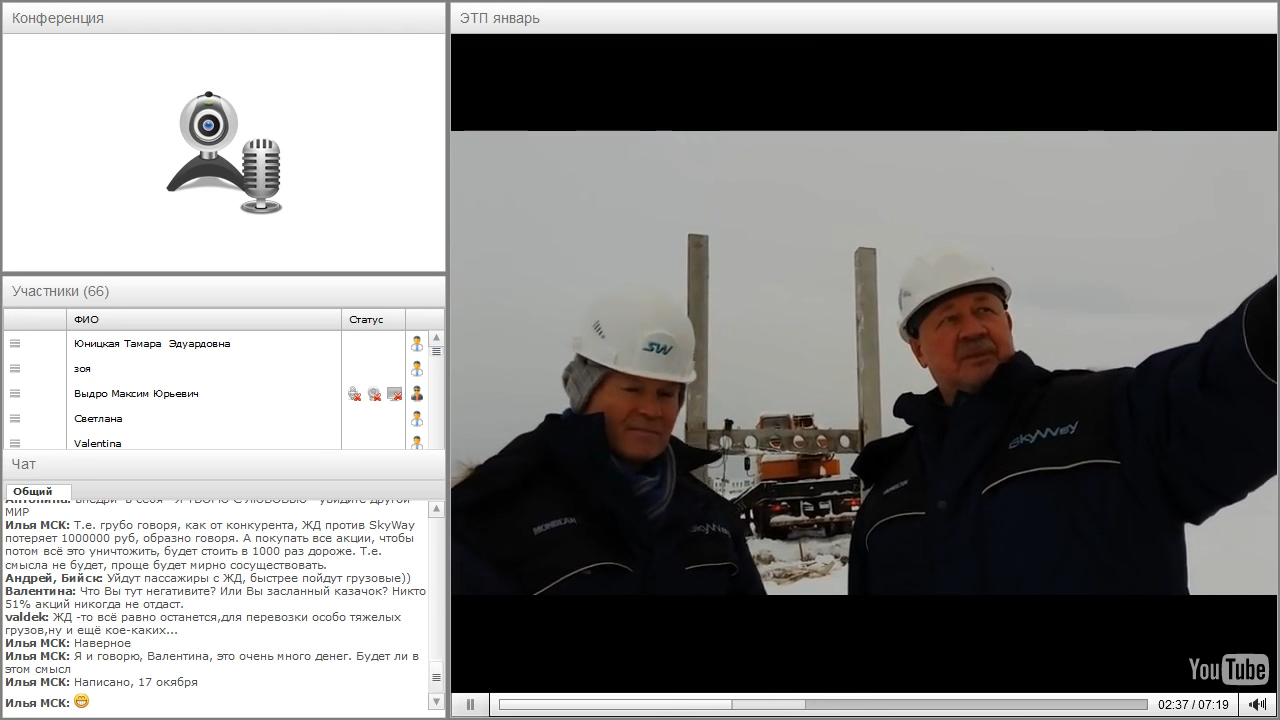 Конференция
ЭТП январь
Участники (66)
ФИО
Статус
Юницкая Тамара Эдуардовна
зоя
Выдро Максим Юрьевич
Светлана
Valentina
Чат
Общий
увидите другой
МИР
Илья МСК: Т.е. грубо говоря, как от конкурента, ЖД против SkyWay
потеряет 1000000 руб, образно говоря. А покупать все акции, чтобы
потом всё это уничтожить, будет стоить в 1000 раз дороже. Т.е.
смысла не будет, проще будет мирно сосуществовать.
Андрей, Бийск: Уйдут пассажиры с ЖД, быстрее пойдут грузовые))
Валентина: Что Вы тут негативите? Или Вы засланный казачок? Никто
51% акций никогда не отдаст.
valdek: ЖД -то всё равно останется,для перевозки особо тяжелых
грузов,ну и ещё кое-каких...
Илья МСК: Наверное
Илья МСК: Я и говорю, Валентина, это очень много денег. Будет ли в
этом смысл
Илья МСК: Написано, 17 окября
Илья МСК:
SW
SkyWay
SkyWay
YouTube
02:37 / 07:19